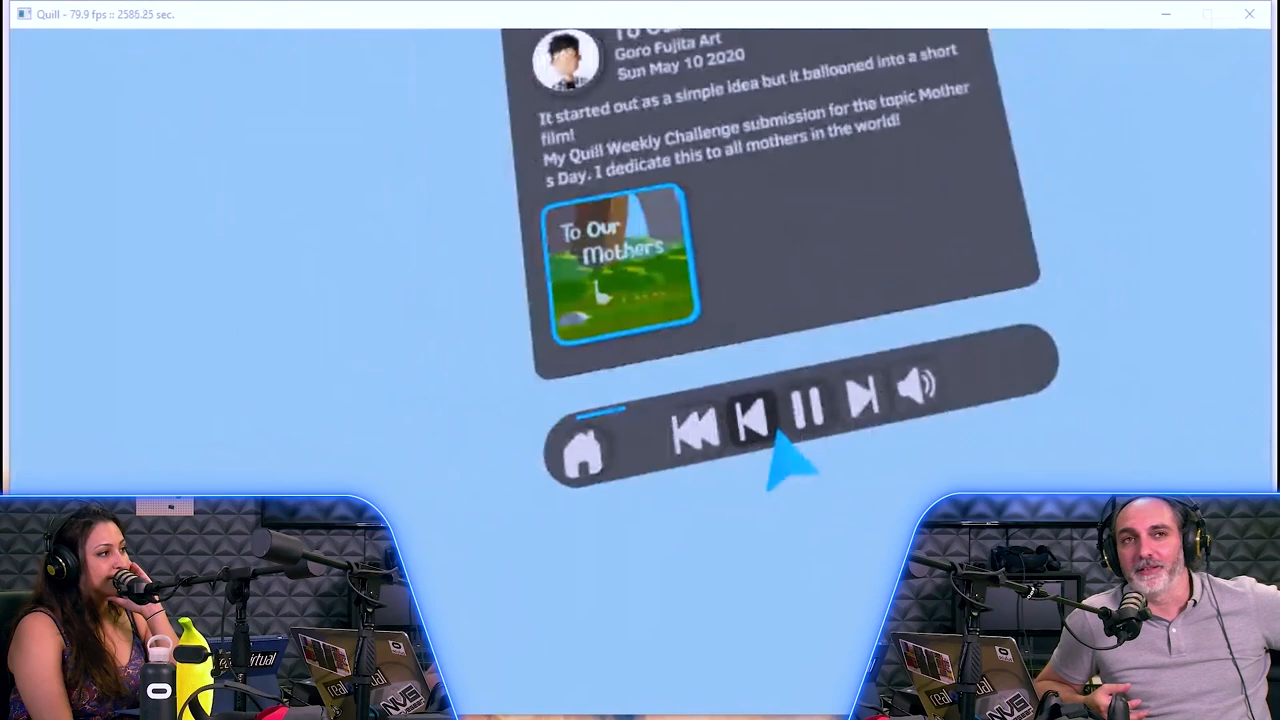 Quill - 79.9 fps :: 2586.25 sec.
Goro Fujita Art
Sun May 10 2020
It started out as a simple idea but it ballooned into a short
film!
My Quill Weekly Challenge submission for the topic Mother
s Day. I dedicate this to all mothers in the world!
To Our
Mothers